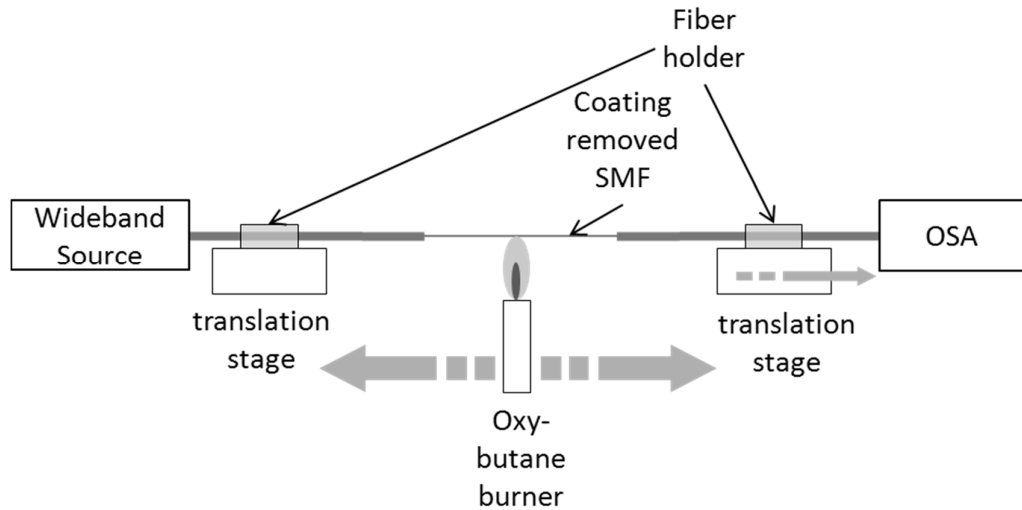 Fiber
holder
Coating
removed
SMF
Wideband
Source
OSA
translation
stage
translation
stage
Oxy-
butane
burner